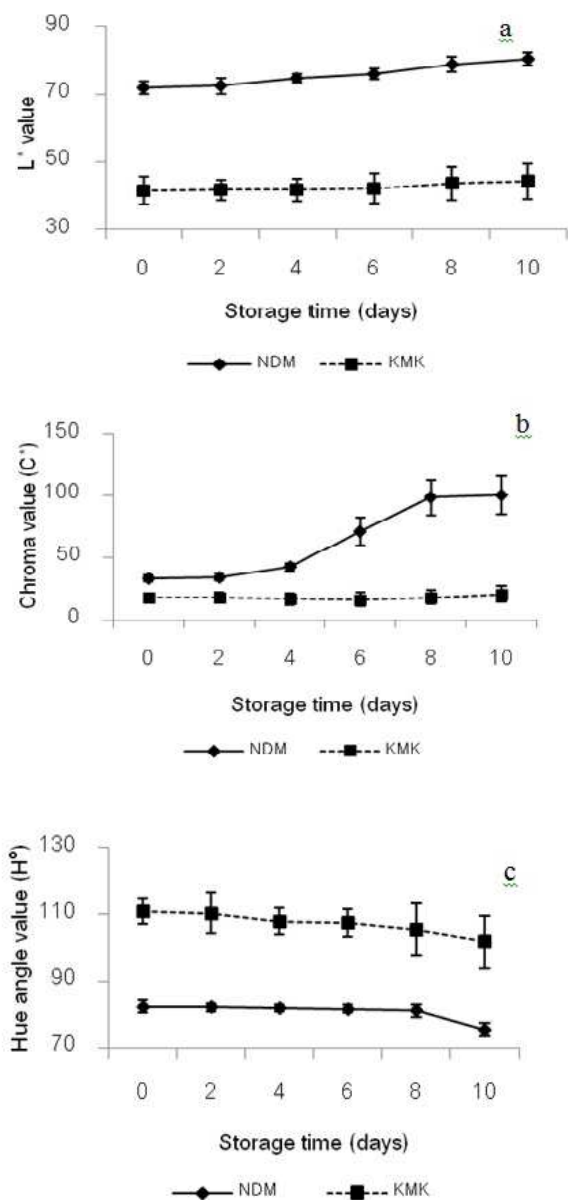 90
a
70
L* value
50
30
0 2 4 6 8 10
Storage time (days)
NDM KMK
150
b
100
Chroma value (C*)
50
0
0 2 4 6 8 10
Storage time (days)
NDM KMK
130
c
110
Hue angle value (H°)
90
70
0 2 4 6 8 10
Storage time (days)
NDM KMK